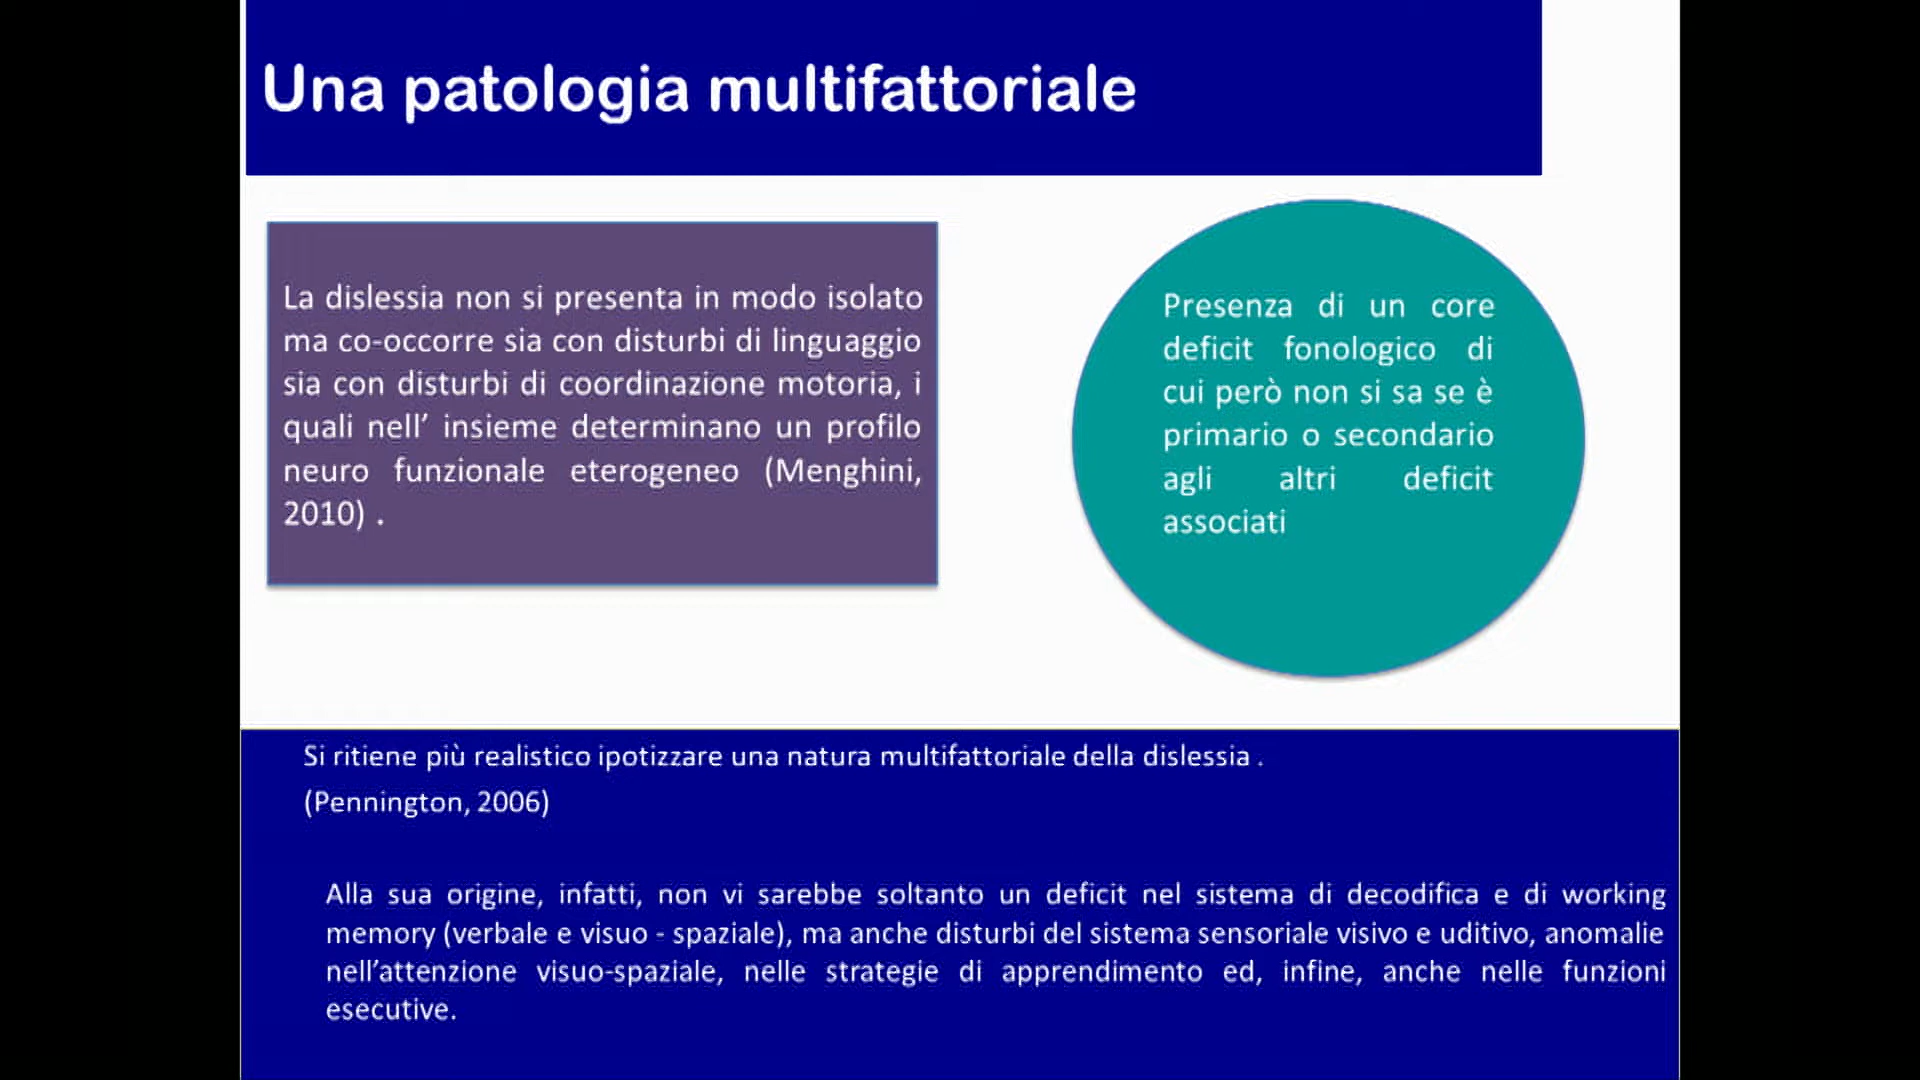 Una patologia multifattoriale
La dislessia non si presenta in modo isolato
ma co-occorre sia con disturbi di linguaggio
sia con disturbi di coordinazione motoria, i
quali nell’ insieme determinano un profilo
neuro funzionale eterogeneo (Menghini,
2010) .
Presenza di un core
deficit fonologico di
cui però non si sa se è
primario o secondario
agli altri deficit
associati
Si ritiene più realistico ipotizzare una natura multifattoriale della dislessia .
(Pennington, 2006)
Alla sua origine, infatti, non vi sarebbe soltanto un deficit nel sistema di decodifica e di working
memory (verbale e visuo - spaziale), ma anche disturbi del sistema sensoriale visivo e uditivo, anomalie
nell’attenzione visuo-spaziale, nelle strategie di apprendimento ed, infine, anche nelle funzioni
esecutive.